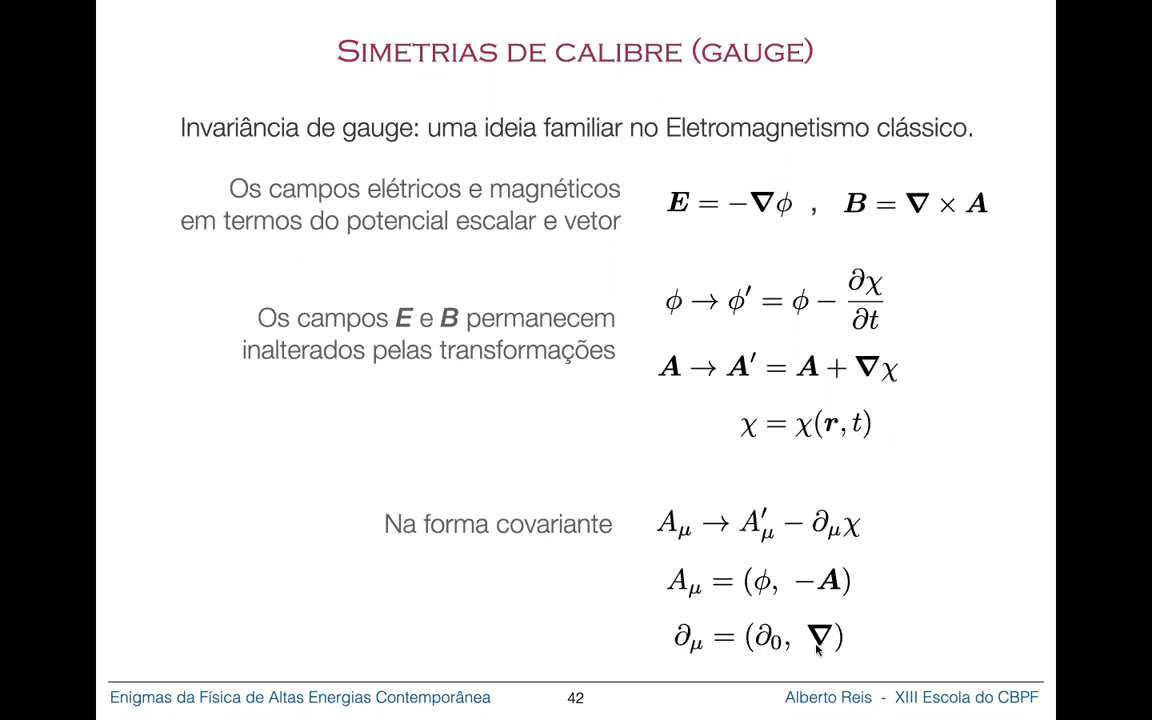 SIMETRIAS DE CALIBRE (GAUGE)
Invariância de gauge: uma ideia familiar no Eletromagnetismo clássico.
Os campos elétricos e magnéticos
em termos do potencial escalar e vetor
E = −∇ϕ , B = ∇ × A
Os campos E e B permanecem
inalterados pelas transformações
ϕ → ϕ′ = ϕ − ∂χ/∂t
A → A′ = A + ∇χ
χ = χ(r, t)
Na forma covariante
A_μ → A′_μ − ∂_μχ
A_μ = (ϕ, −A)
∂_μ = (∂₀, ∇)
Enigmas da Física de Altas Energias Contemporânea
42
Alberto Reis - XIII Escola do CBPF